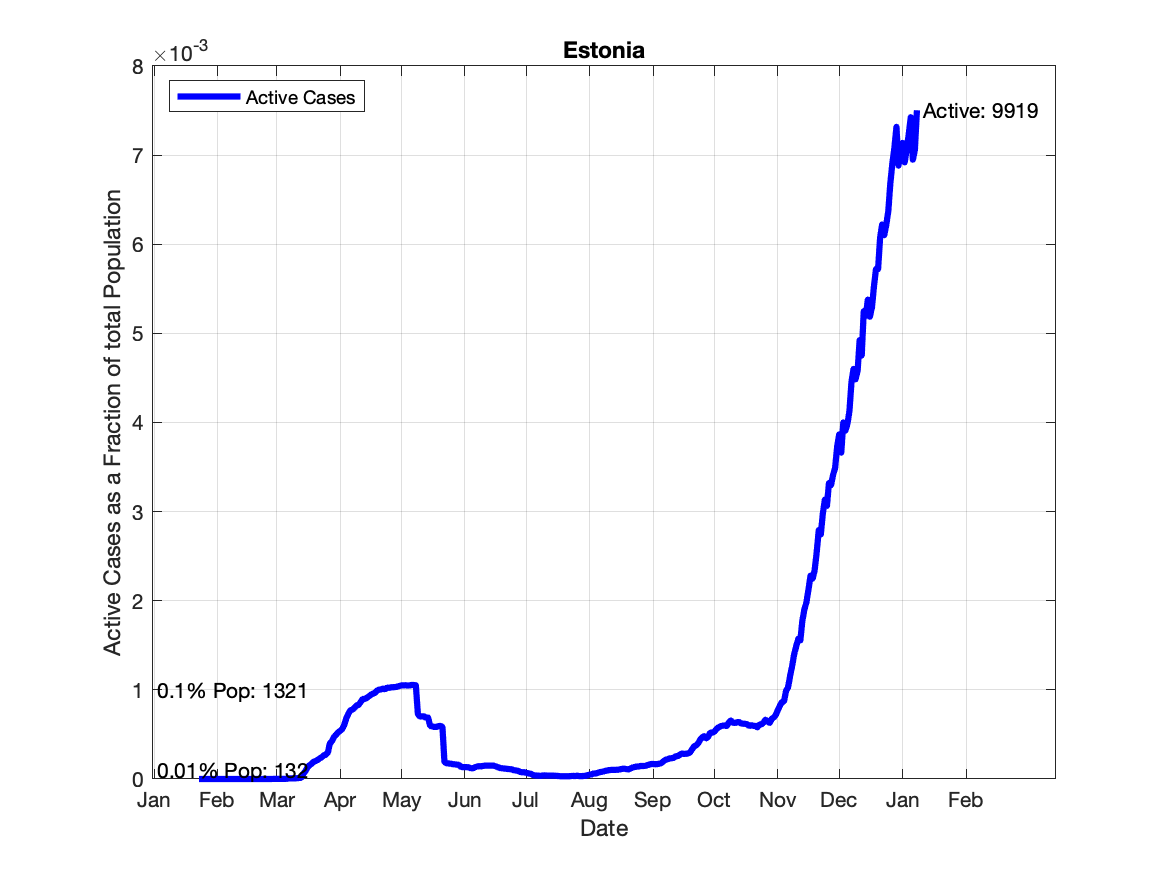 Estonia
×10-3
Active Cases
Active: 9919
8
7
6
5
4
3
2
1
0
Active Cases as a Fraction of total Population
0.1% Pop: 1321
0.01% Pop: 132
Jan Feb Mar Apr May Jun Jul Aug Sep Oct Nov Dec Jan Feb
Date